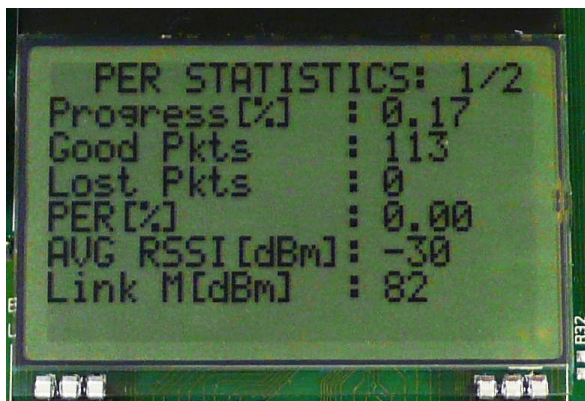 PER STATISTICS: 1/2
Progress[%] : 0.17
Good Pkts : 113
Lost Pkts : 0
PER[%] : 0.00
AVG RSSI[dBm]: -30
Link M[dBm] : 82
R32